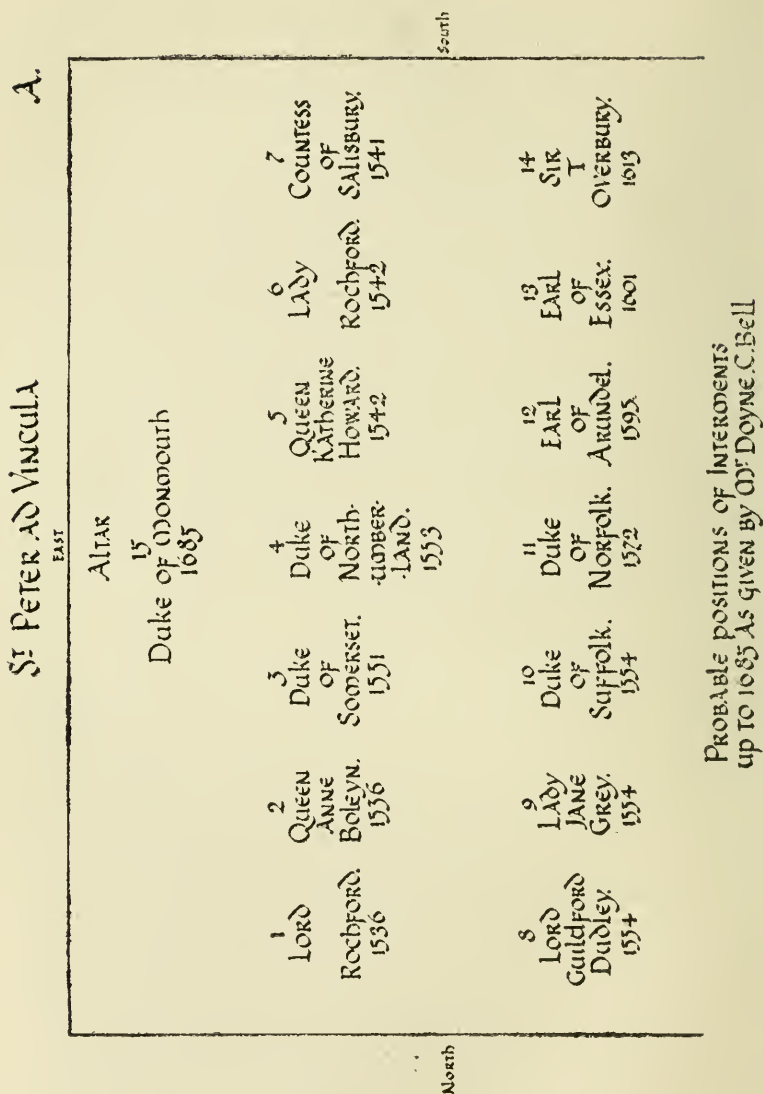 St PETER AD VINCULA
A.
EAST
North
South
ALTAR
15
Duke of Monmouth
1685
1
LORD
ROCHFORD.
1536
2
QUEEN
ANNE
BOLEYN.
1536
3
Duke
OF
SOMERSET.
1551
4
Duke
OF
NORTH-
-UMBER-
-LAND.
1553
5
QUEEN
KATHERINE
HOWARD.
1542
6
LADY
ROCHFORD.
1542
7
COUNTESS
OF
SALISBURY.
1541
8
LORD
GUILDFORD
DUDLEY.
1554
9
LADY
JANE
GREY.
1554
10
Duke
OF
SUFFOLK.
1554
11
Duke
OF
NORFOLK.
1572
12
EARL
OF
ARUNDEL.
1595
13
EARL
OF
ESSEX.
1601
14
SIR
T
OVERBURY.
1613
PROBABLE POSITIONS OF INTERMENTS
UP TO 1685 AS GIVEN BY Mr DOYNE.C.BELL